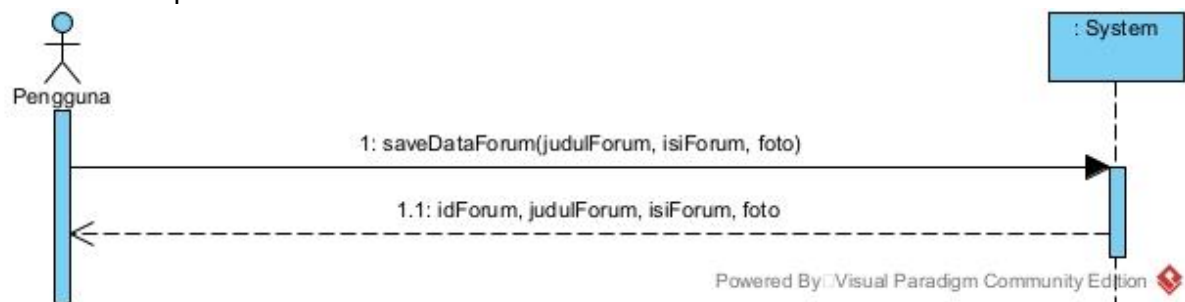 : System
Pengguna
1: saveDataForum(judulForum, isiForum, foto)
1.1: idForum, judulForum, isiForum, foto
Powered By Visual Paradigm Community Edition